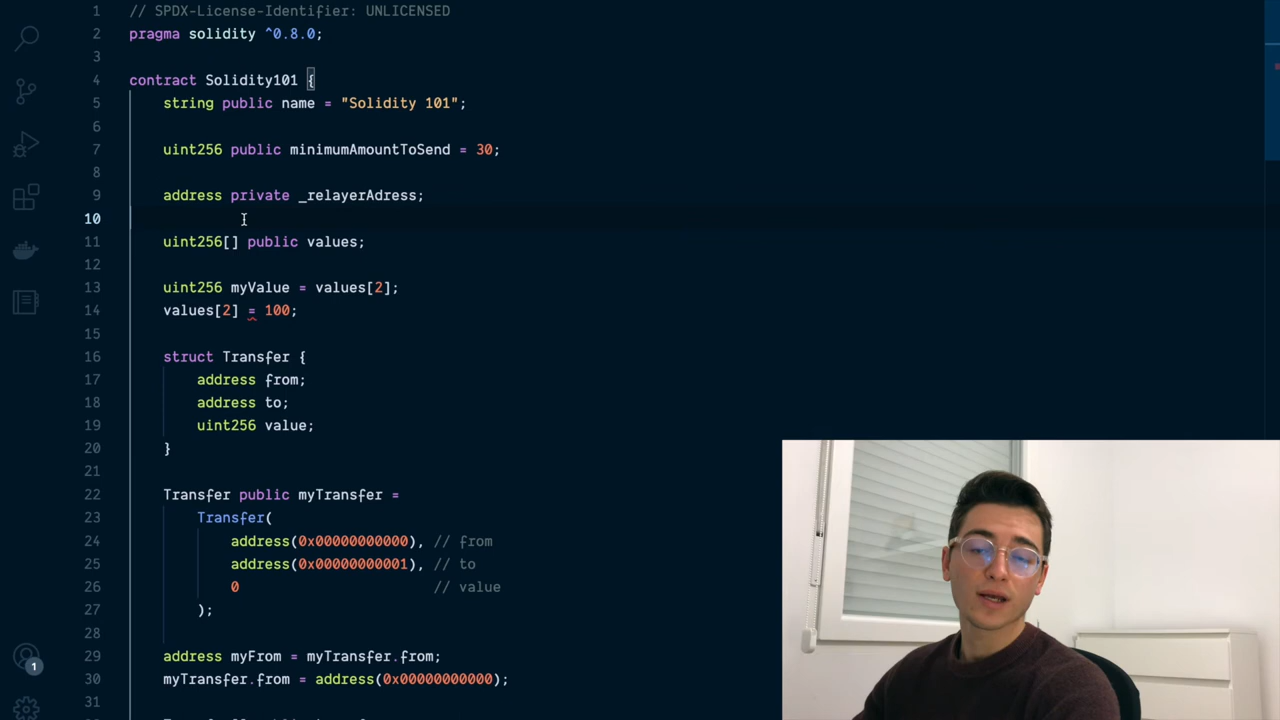 1 // SPDX-License-Identifier: UNLICENSED
2 pragma solidity ^0.8.0;
3
4 contract Solidity101 {
5 string public name = "Solidity 101";
6
7 uint256 public minimumAmountToSend = 30;
8
9 address private _relayerAdress;
10
11 uint256[] public values;
12
13 uint256 myValue = values[2];
14 values[2] = 100;
15
16 struct Transfer {
17 address from;
18 address to;
19 uint256 value;
20 }
21
22 Transfer public myTransfer =
23 Transfer(
24 address(0x00000000000), // from
25 address(0x00000000001), // to
26 0 // value
27 );
28
29 address myFrom = myTransfer.from;
30 myTransfer.from = address(0x00000000000);
31
1